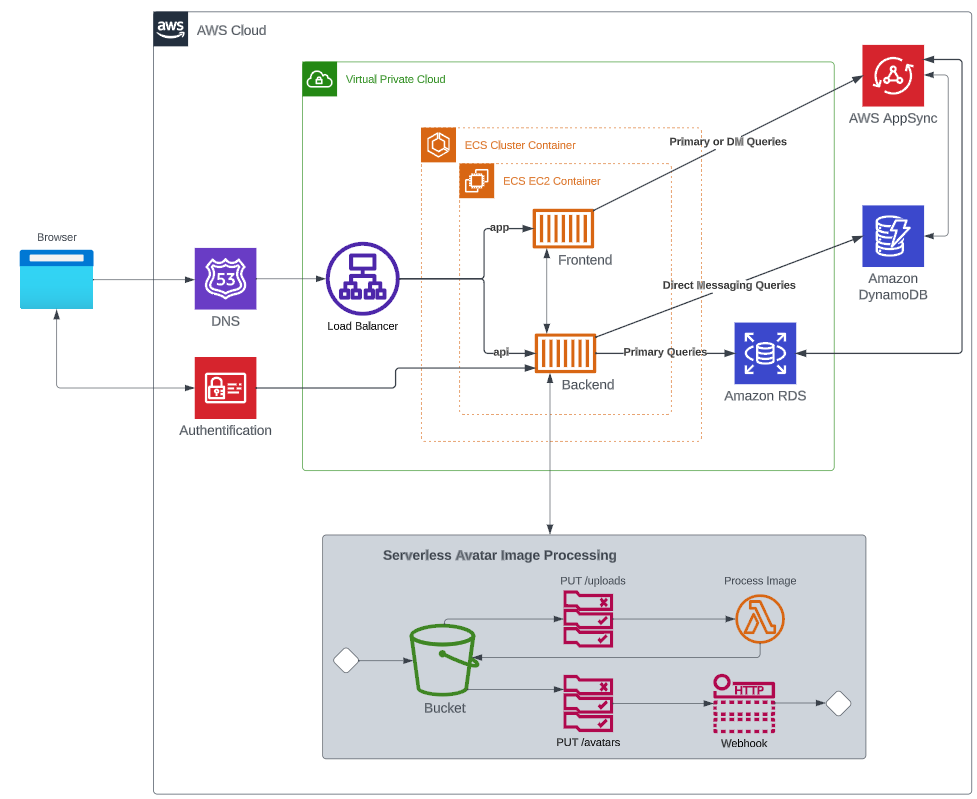 aws
AWS Cloud
Virtual Private Cloud
AWS AppSync
Primary or DM Queries
ECS Cluster Container
ECS EC2 Container
Browser
53
DNS
Load Balancer
app
Frontend
Amazon
DynamoDB
Direct Messaging Queries
api
Backend
Primary Queries
Amazon RDS
Authentification
Serverless Avatar Image Processing
PUT /uploads
Process Image
Bucket
HTTP
PUT /avatars
Webhook